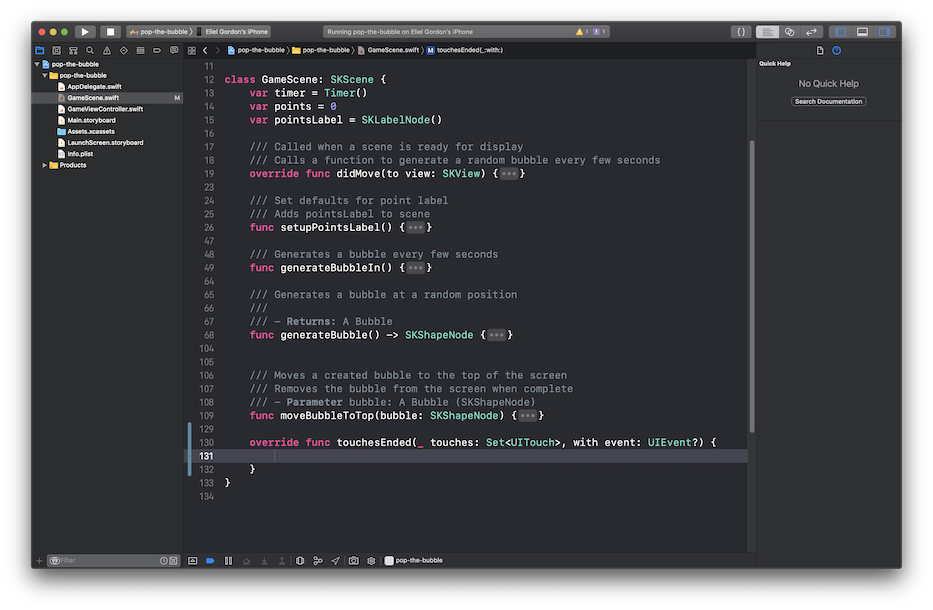 pop-the-bubble Eliel Gordon's iPhone
Running pop-the-bubble on Eliel Gordon's iPhone 1 1
pop-the-bubble pop-the-bubble GameScene.swift M touchesEnded(_:with:)
pop-the-bubble
pop-the-bubble
AppDelegate.swift
GameScene.swift M
GameViewController.swift
Main.storyboard
Assets.xcassets
LaunchScreen.storyboard
Info.plist
Products
11
12 class GameScene: SKScene {
13 var timer = Timer()
14 var points = 0
15 var pointsLabel = SKLabelNode()
16
17 /// Called when a scene is ready for display
18 /// Calls a function to generate a random bubble every few seconds
19 override func didMove(to view: SKView) {•••}
23
24 /// Set defaults for point label
25 /// Adds pointsLabel to scene
26 func setupPointsLabel() {•••}
47
48 /// Generates a bubble every few seconds
49 func generateBubbleIn() {•••}
64
65 /// Generates a bubble at a random position
66 ///
67 /// - Returns: A Bubble
68 func generateBubble() -> SKShapeNode {•••}
104
105
106 /// Moves a created bubble to the top of the screen
107 /// Removes the bubble from the screen when complete
108 /// - Parameter bubble: A Bubble (SKShapeNode)
109 func moveBubbleToTop(bubble: SKShapeNode) {•••}
129
130 override func touchesEnded(_ touches: Set<UITouch>, with event: UIEvent?) {
131
132 }
133 }
134
Quick Help
No Quick Help
Search Documentation
Filter
pop-the-bubble